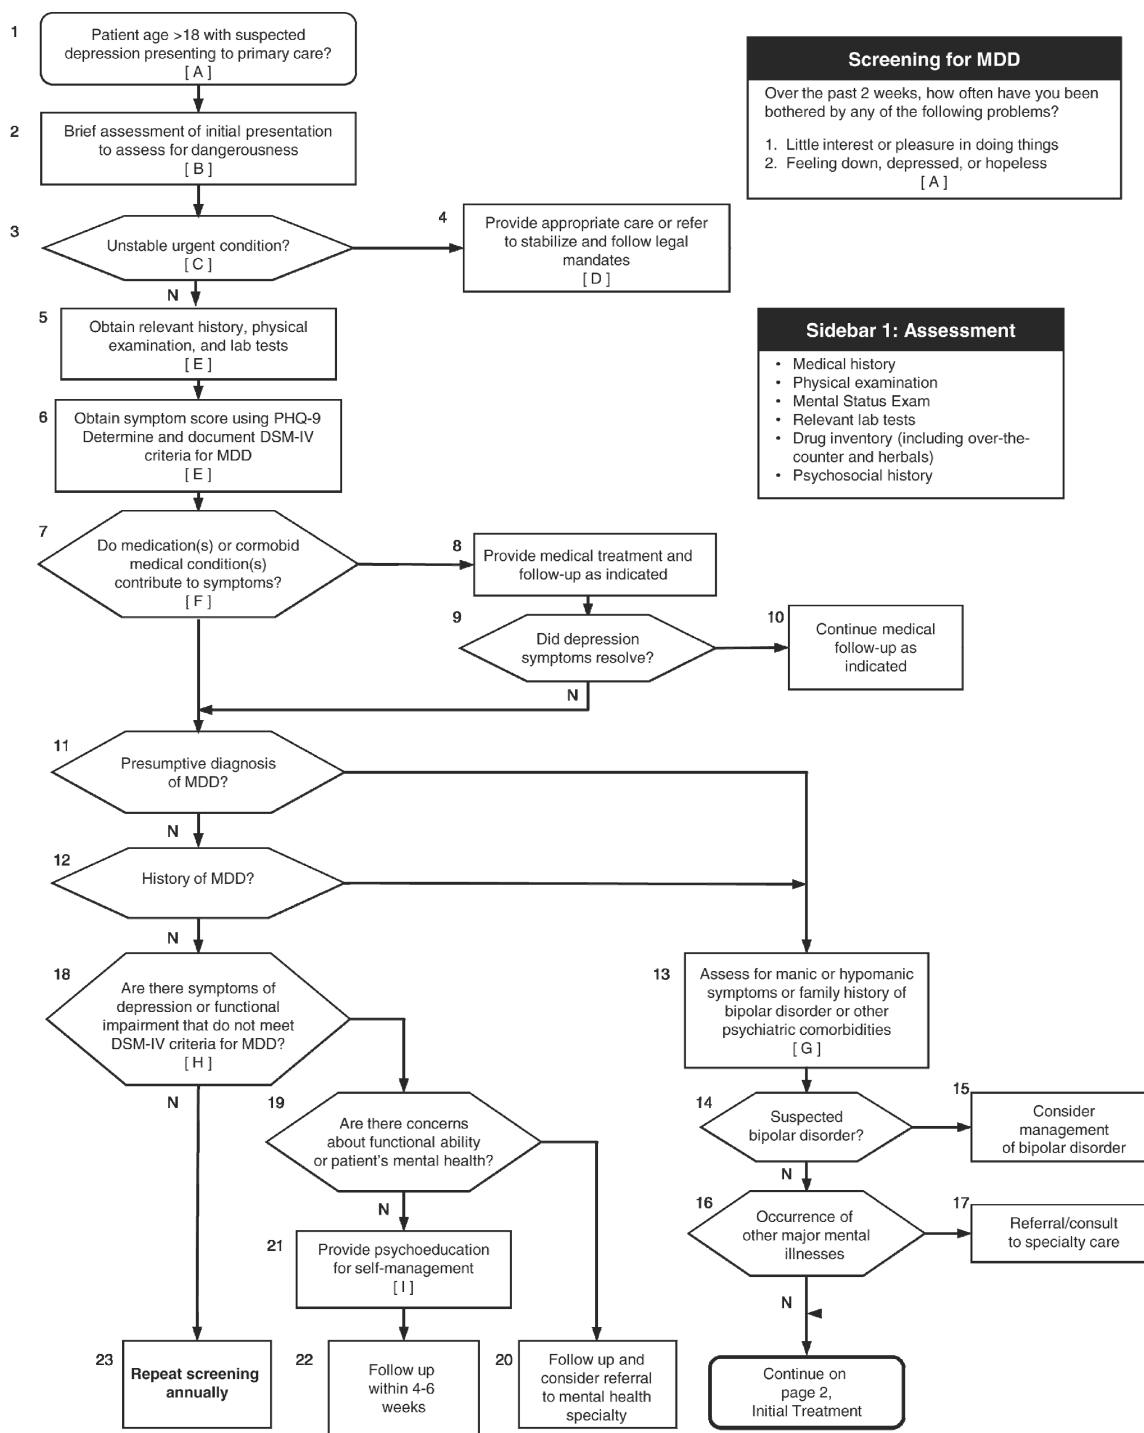 1
Patient age >18 with suspected
depression presenting to primary care?
[ A ]
2
Brief assessment of initial presentation
to assess for dangerousness
[ B ]
3
Unstable urgent condition?
[ C ]
4
Provide appropriate care or refer
to stabilize and follow legal
mandates
[ D ]
N
5
Obtain relevant history, physical
examination, and lab tests
[ E ]
6
Obtain symptom score using PHQ-9
Determine and document DSM-IV
criteria for MDD
[ E ]
7
Do medication(s) or cormobid
medical condition(s)
contribute to symptoms?
[ F ]
8
Provide medical treatment and
follow-up as indicated
9
Did depression
symptoms resolve?
N
10
Continue medical
follow-up as
indicated
11
Presumptive diagnosis
of MDD?
N
12
History of MDD?
N
18
Are there symptoms of
depression or functional
impairment that do not meet
DSM-IV criteria for MDD?
[ H ]
N
19
Are there concerns
about functional ability
or patient's mental health?
N
21
Provide psychoeducation
for self-management
[ I ]
23
Repeat screening
annually
22
Follow up
within 4-6
weeks
20
Follow up and
consider referral
to mental health
specialty
13
Assess for manic or hypomanic
symptoms or family history of
bipolar disorder or other
psychiatric comorbidities
[ G ]
14
Suspected
bipolar disorder?
N
15
Consider
management
of bipolar disorder
16
Occurrence of
other major mental
illnesses
N
17
Referral/consult
to specialty care
Continue on
page 2,
Initial Treatment
Screening for MDD
Over the past 2 weeks, how often have you been
bothered by any of the following problems?
1. Little interest or pleasure in doing things
2. Feeling down, depressed, or hopeless
[ A ]
Sidebar 1: Assessment
• Medical history
• Physical examination
• Mental Status Exam
• Relevant lab tests
• Drug inventory (including over-the-
counter and herbals)
• Psychosocial history